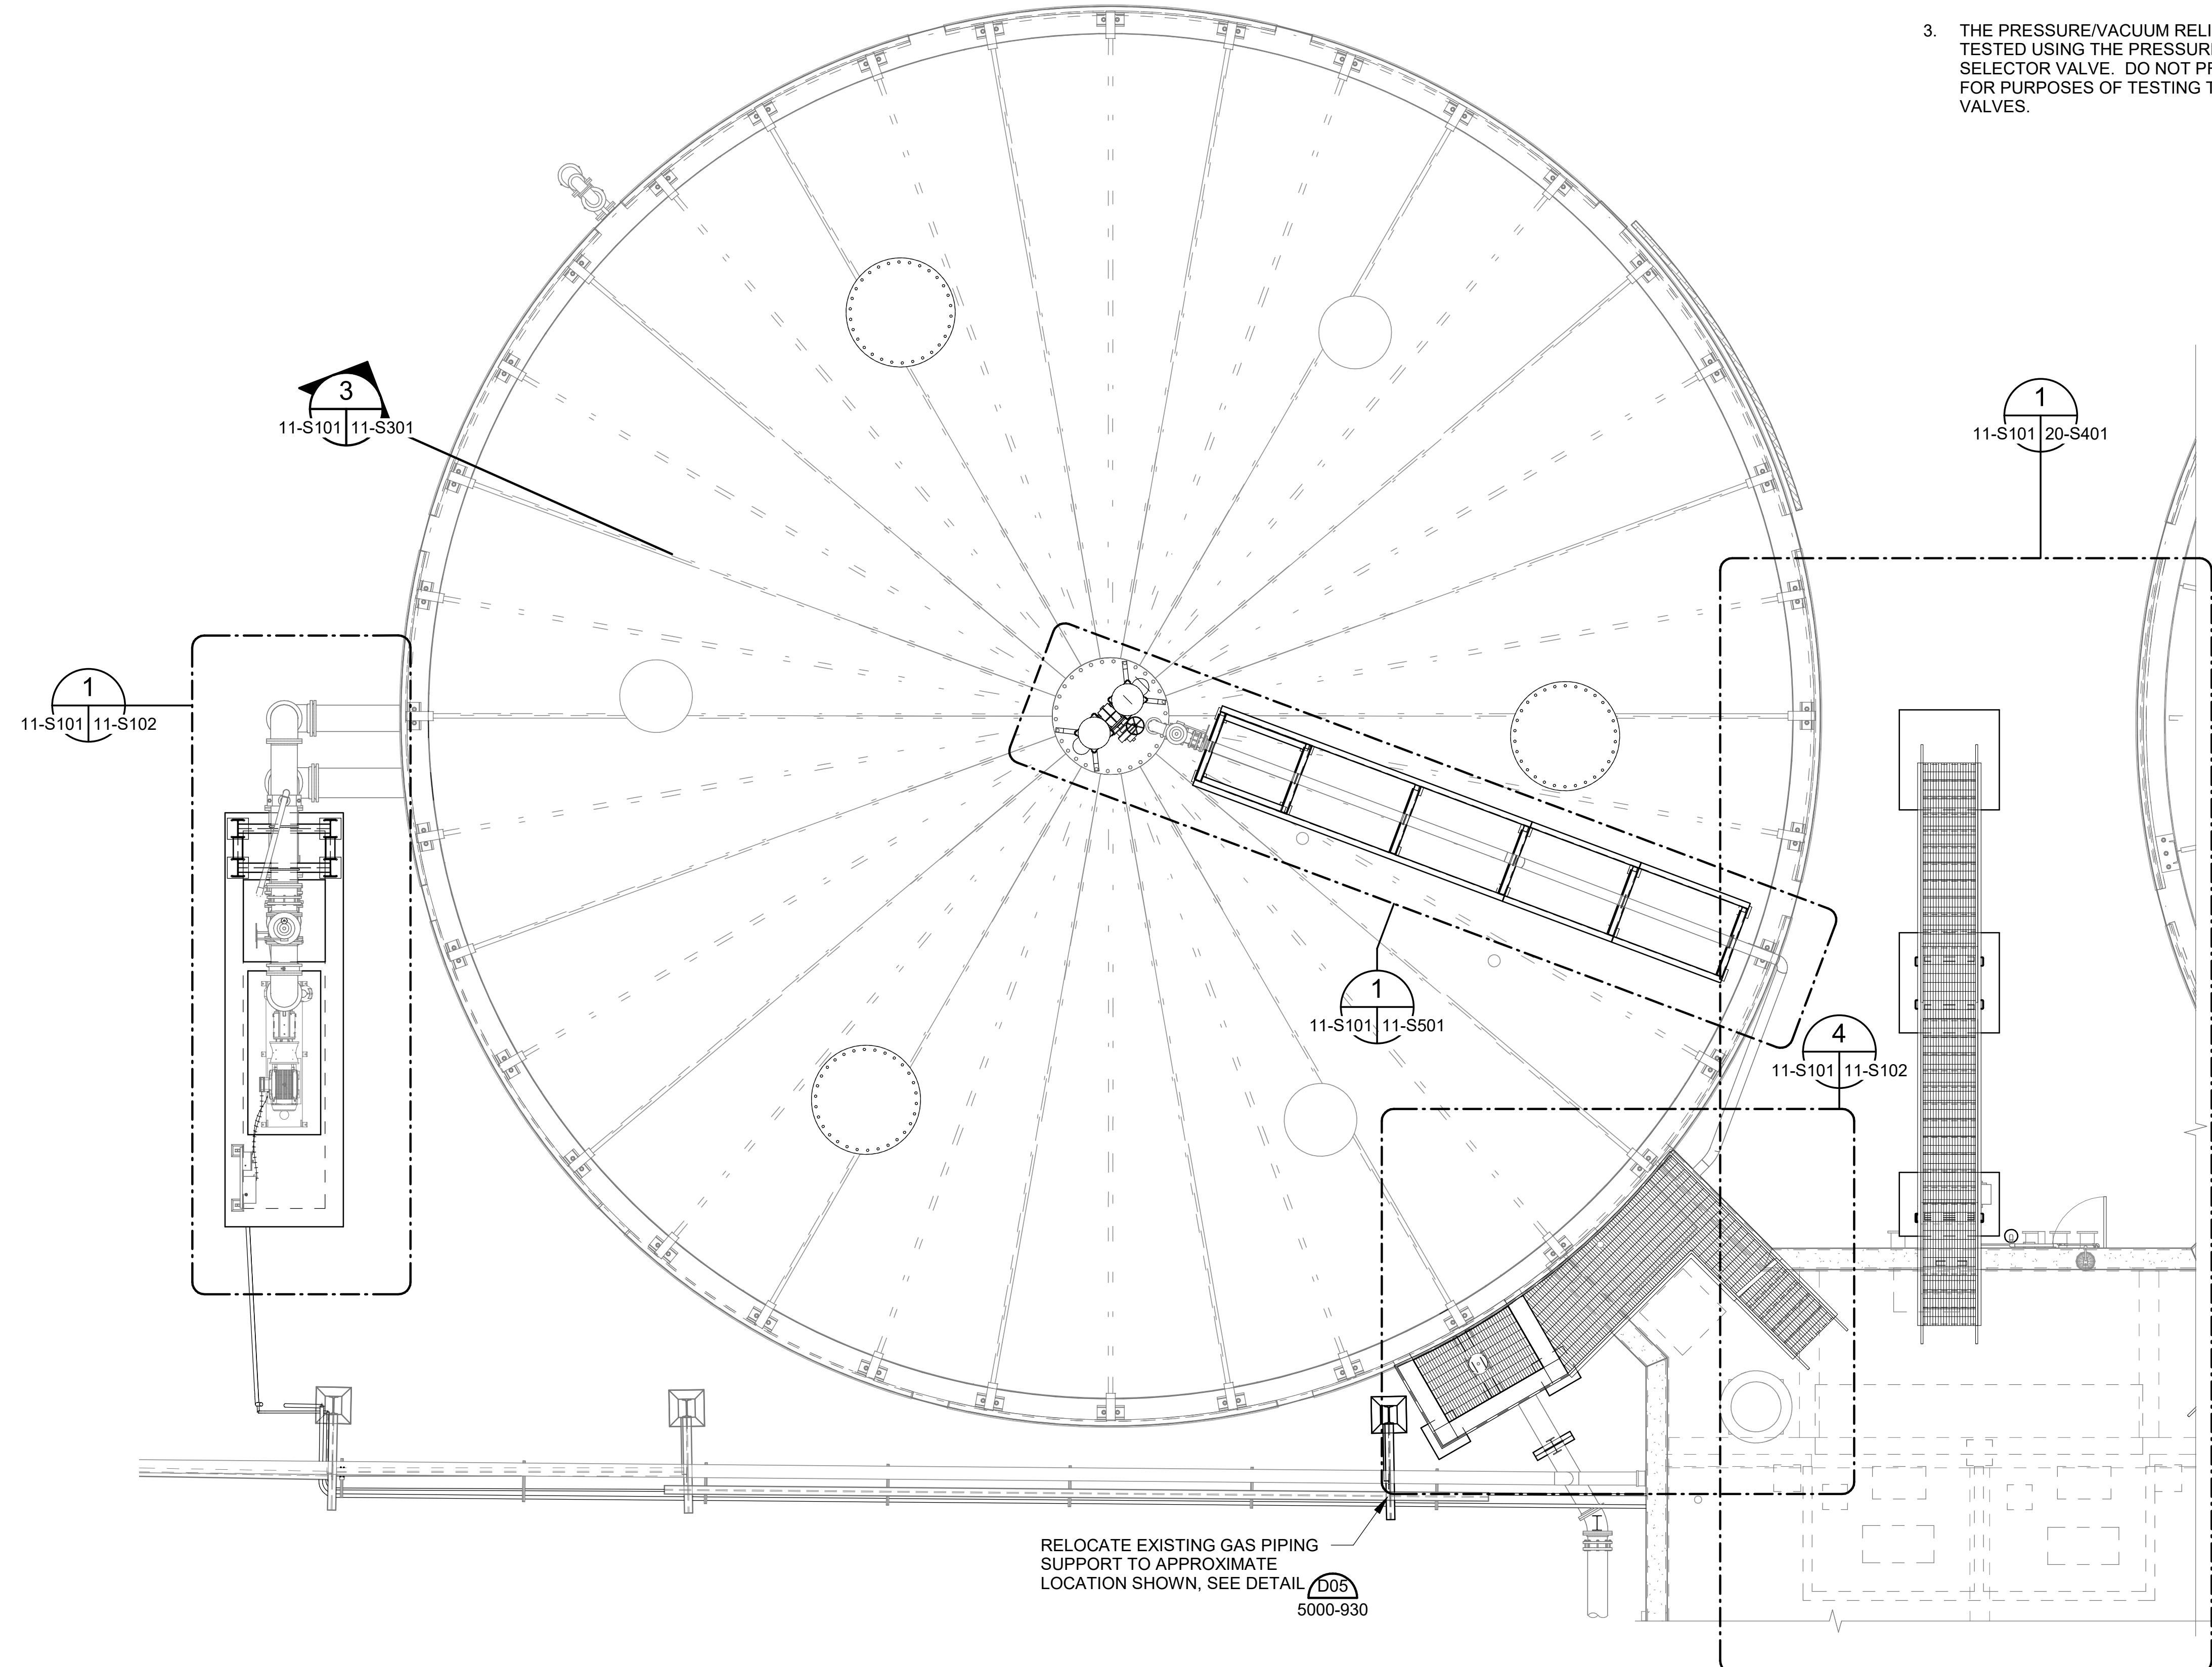 3. THE PRESSURE/VACUUM
TESTED USING THE
SELECTOR VALVE. DO NOT
FOR PURPOSES OF TESTING
VALVES.
3
11-S101 11-S301
1
11-S101 20-S401
1
11-S101 11-S102
1
11-S101 11-S501
4
11-S101 11-S102
RELOCATE EXISTING GAS PIPING
SUPPORT TO APPROXIMATE
LOCATION SHOWN, SEE DETAIL D05
5000-930